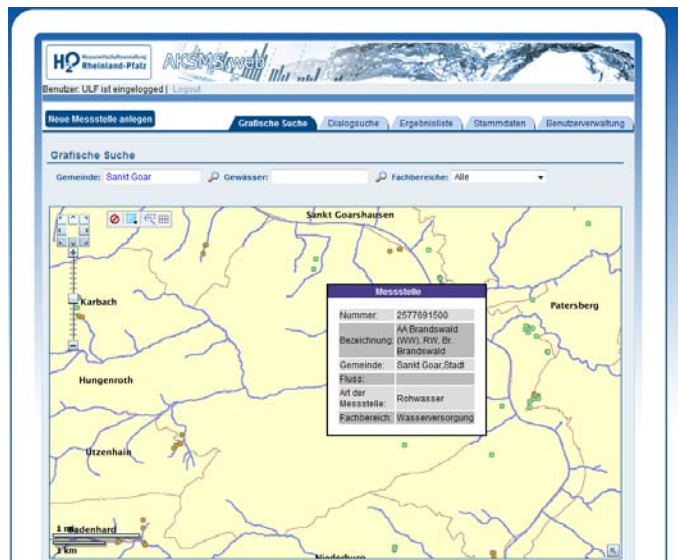 H2O Wasserwirtschaftsverwaltung
Rheinland-Pfalz
AKSMS/web
Benutzer: ULF ist eingelogged | Logout
Neue Messstelle anlegen
Grafische Suche
Dialogsuche
Ergebnisliste
Stammdaten
Benutzerverwaltung
Grafische Suche
Gemeinde: Sankt Goar
Gewässer:
Fachbereiche: Alle
Sankt Goarshausen
Karbach
Patersberg
Messstelle
Nummer: 2577691500
Bezeichnung: AA Brandswald
(WW), RW, Br.
Brandswald
Gemeinde: Sankt Goar,Stadt
Fluss:
Art der
Messstelle: Rohwasser
Fachbereich: Wasserversorgung
Hungenroth
Utzenhain
1 mi
Badenhard
1 km
Niederburg